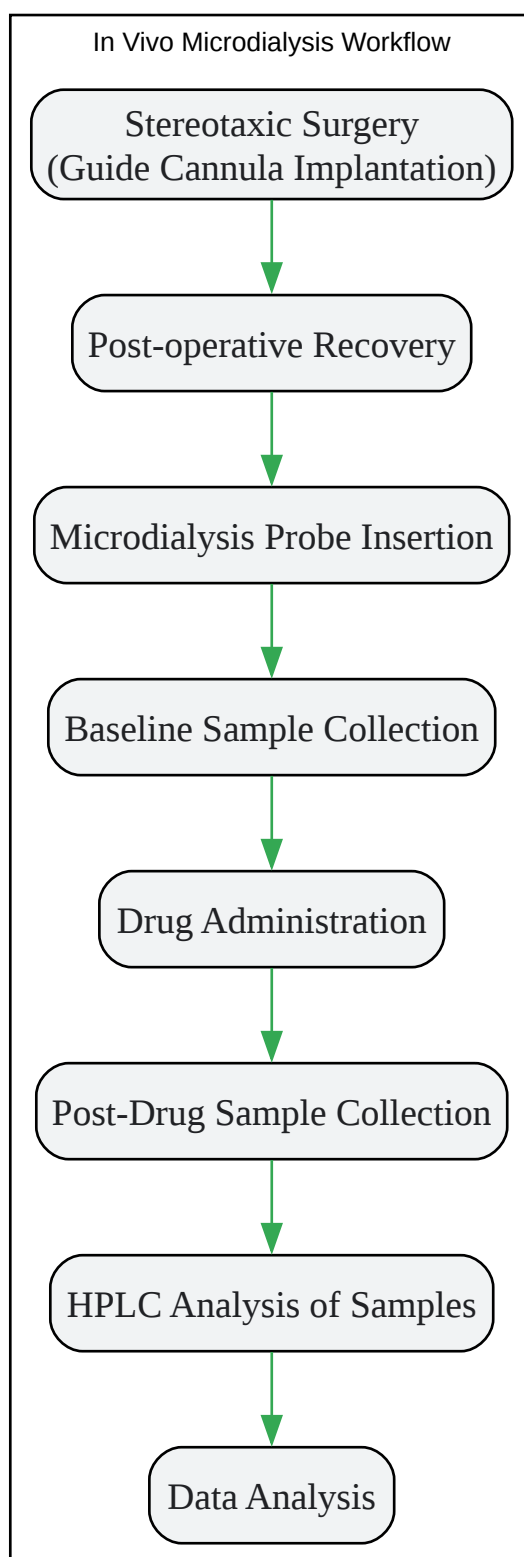 In Vivo Microdialysis Workflow
Stereotaxic Surgery
(Guide Cannula Implantation)
Post-operative Recovery
Microdialysis Probe Insertion
Baseline Sample Collection
Drug Administration
Post-Drug Sample Collection
HPLC Analysis of Samples
Data Analysis